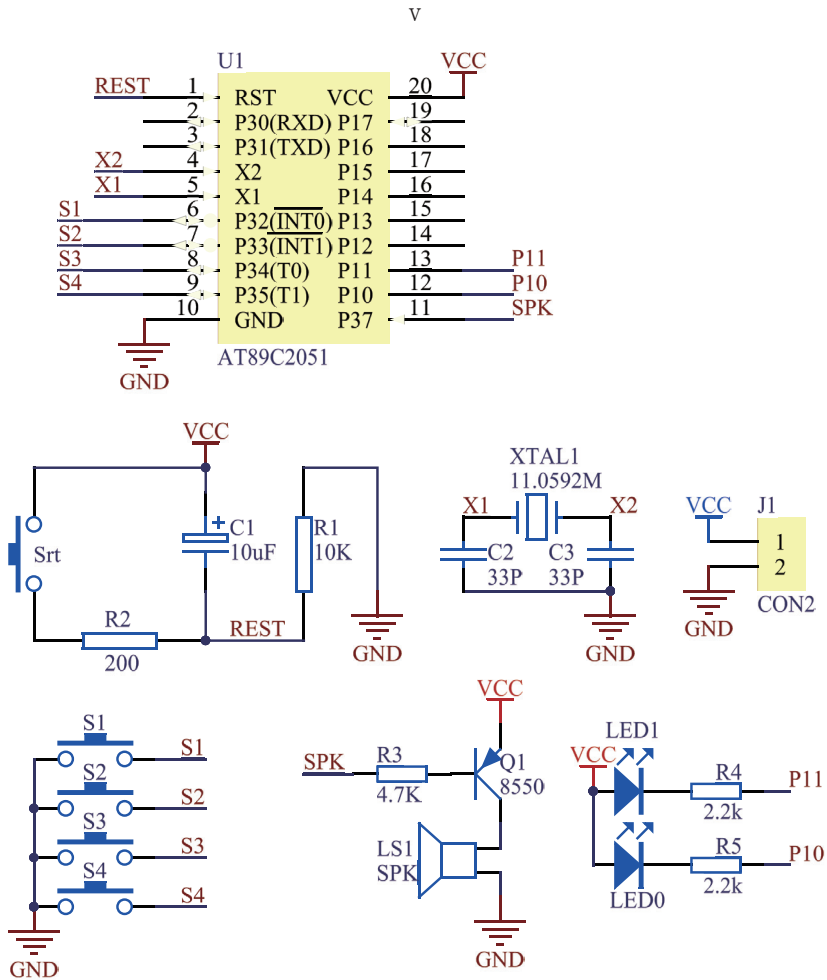 V
U1
VCC
REST 1 RST VCC 20
2 P30(RXD) P17 19
3 P31(TXD) P16 18
X2 4 X2 P15 17
X1 5 X1 P14 16
S1 6 P32(INT0) P13 15
S2 7 P33(INT1) P12 14
S3 8 P34(T0) P11 13 P11
S4 9 P35(T1) P10 12 P10
10 GND P37 11 SPK
GND
AT89C2051
VCC
Srt
C1
10uF
R1
10K
R2
200
REST
GND
XTAL1
11.0592M
X1 X2
C2 C3
33P 33P
GND
VCC
J1
1
2
CON2
GND
S1 S1
S2 S2
S3 S3
S4 S4
GND
VCC
SPK R3
4.7K
Q1
8550
LS1
SPK
GND
LED1
VCC
R4 P11
2.2k
R5 P10
2.2k
LED0